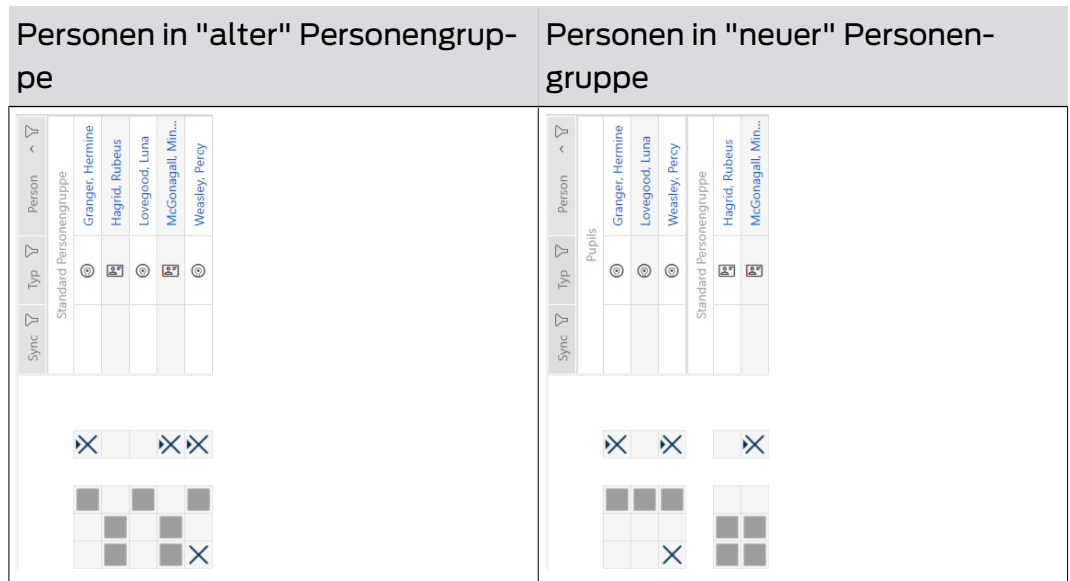 Personen in "alter" Personengrup-
pe
Personen in "neuer" Personen-
gruppe
Sync Typ Person
Standard Personengruppe
Granger, Hermine
Hagrid, Rubeus
Lovegood, Luna
McGonagall, Min...
Weasley, Percy
Sync Typ Person
Pupils
Granger, Hermine
Lovegood, Luna
Weasley, Percy
Standard Personengruppe
Hagrid, Rubeus
McGonagall, Min...